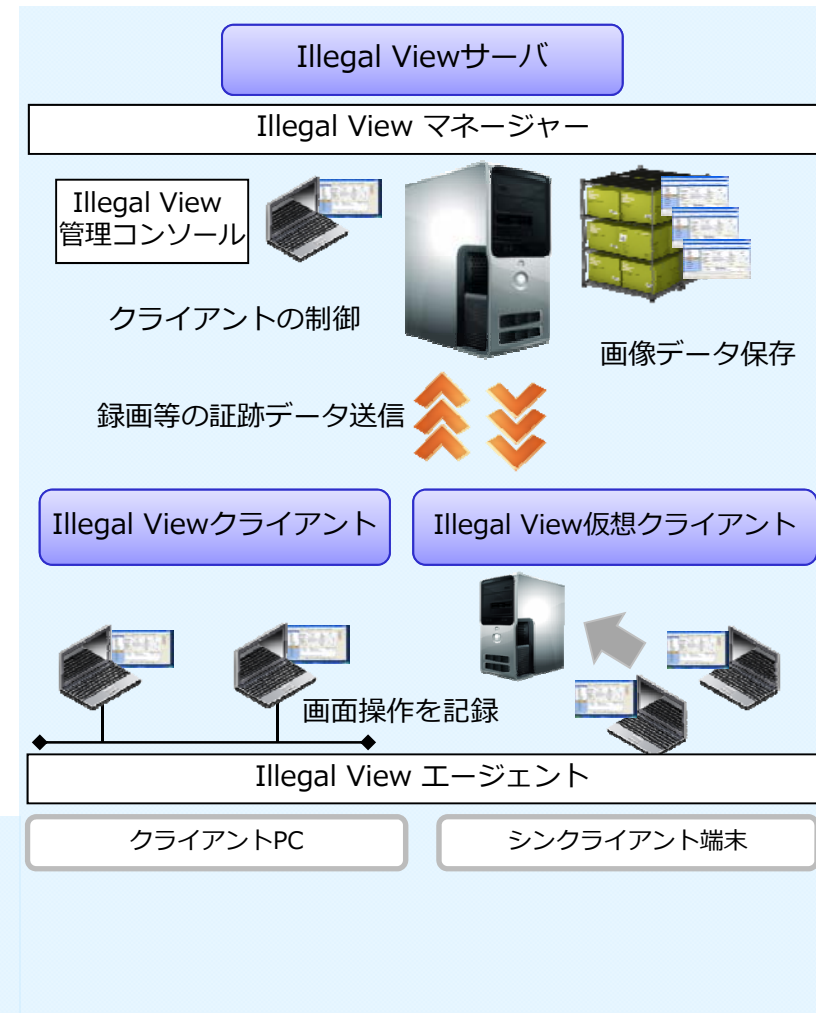 Illegal Viewサーバ
Illegal View マネージャー
Illegal View
管理コンソール
クライアントの制御
画像データ保存
録画等の証跡データ送信
Illegal Viewクライアント
Illegal View仮想クライアント
画面操作を記録
Illegal View エージェント
クライアントPC
シンクライアント端末